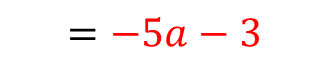 = −5a − 3